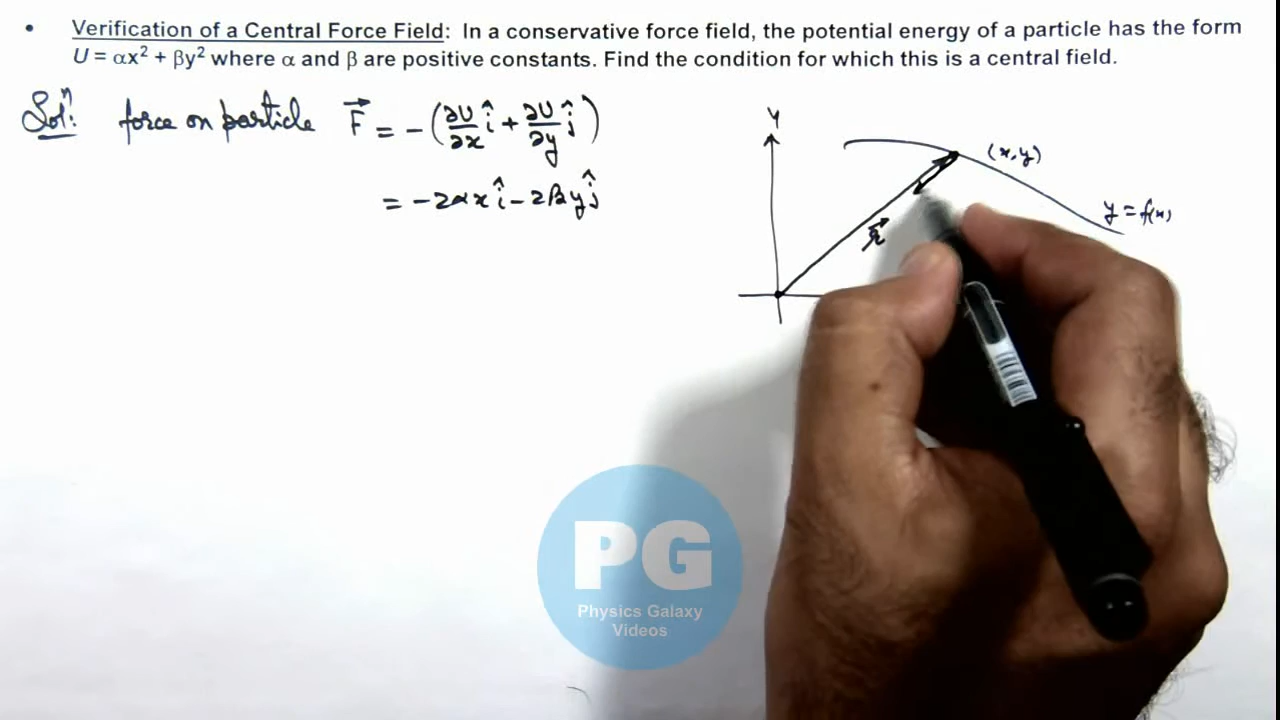 • Verification of a Central Force Field: In a conservative force field, the potential energy of a particle has the form
U = αx² + βy² where α and β are positive constants. Find the condition for which this is a central field.
Solⁿ: force on particle F⃗ = -(∂U/∂x î + ∂U/∂y ĵ)
= -2αx î - 2βy ĵ
Y
(x,y)
y = f(x)
r⃗
PG
Physics Galaxy
Videos